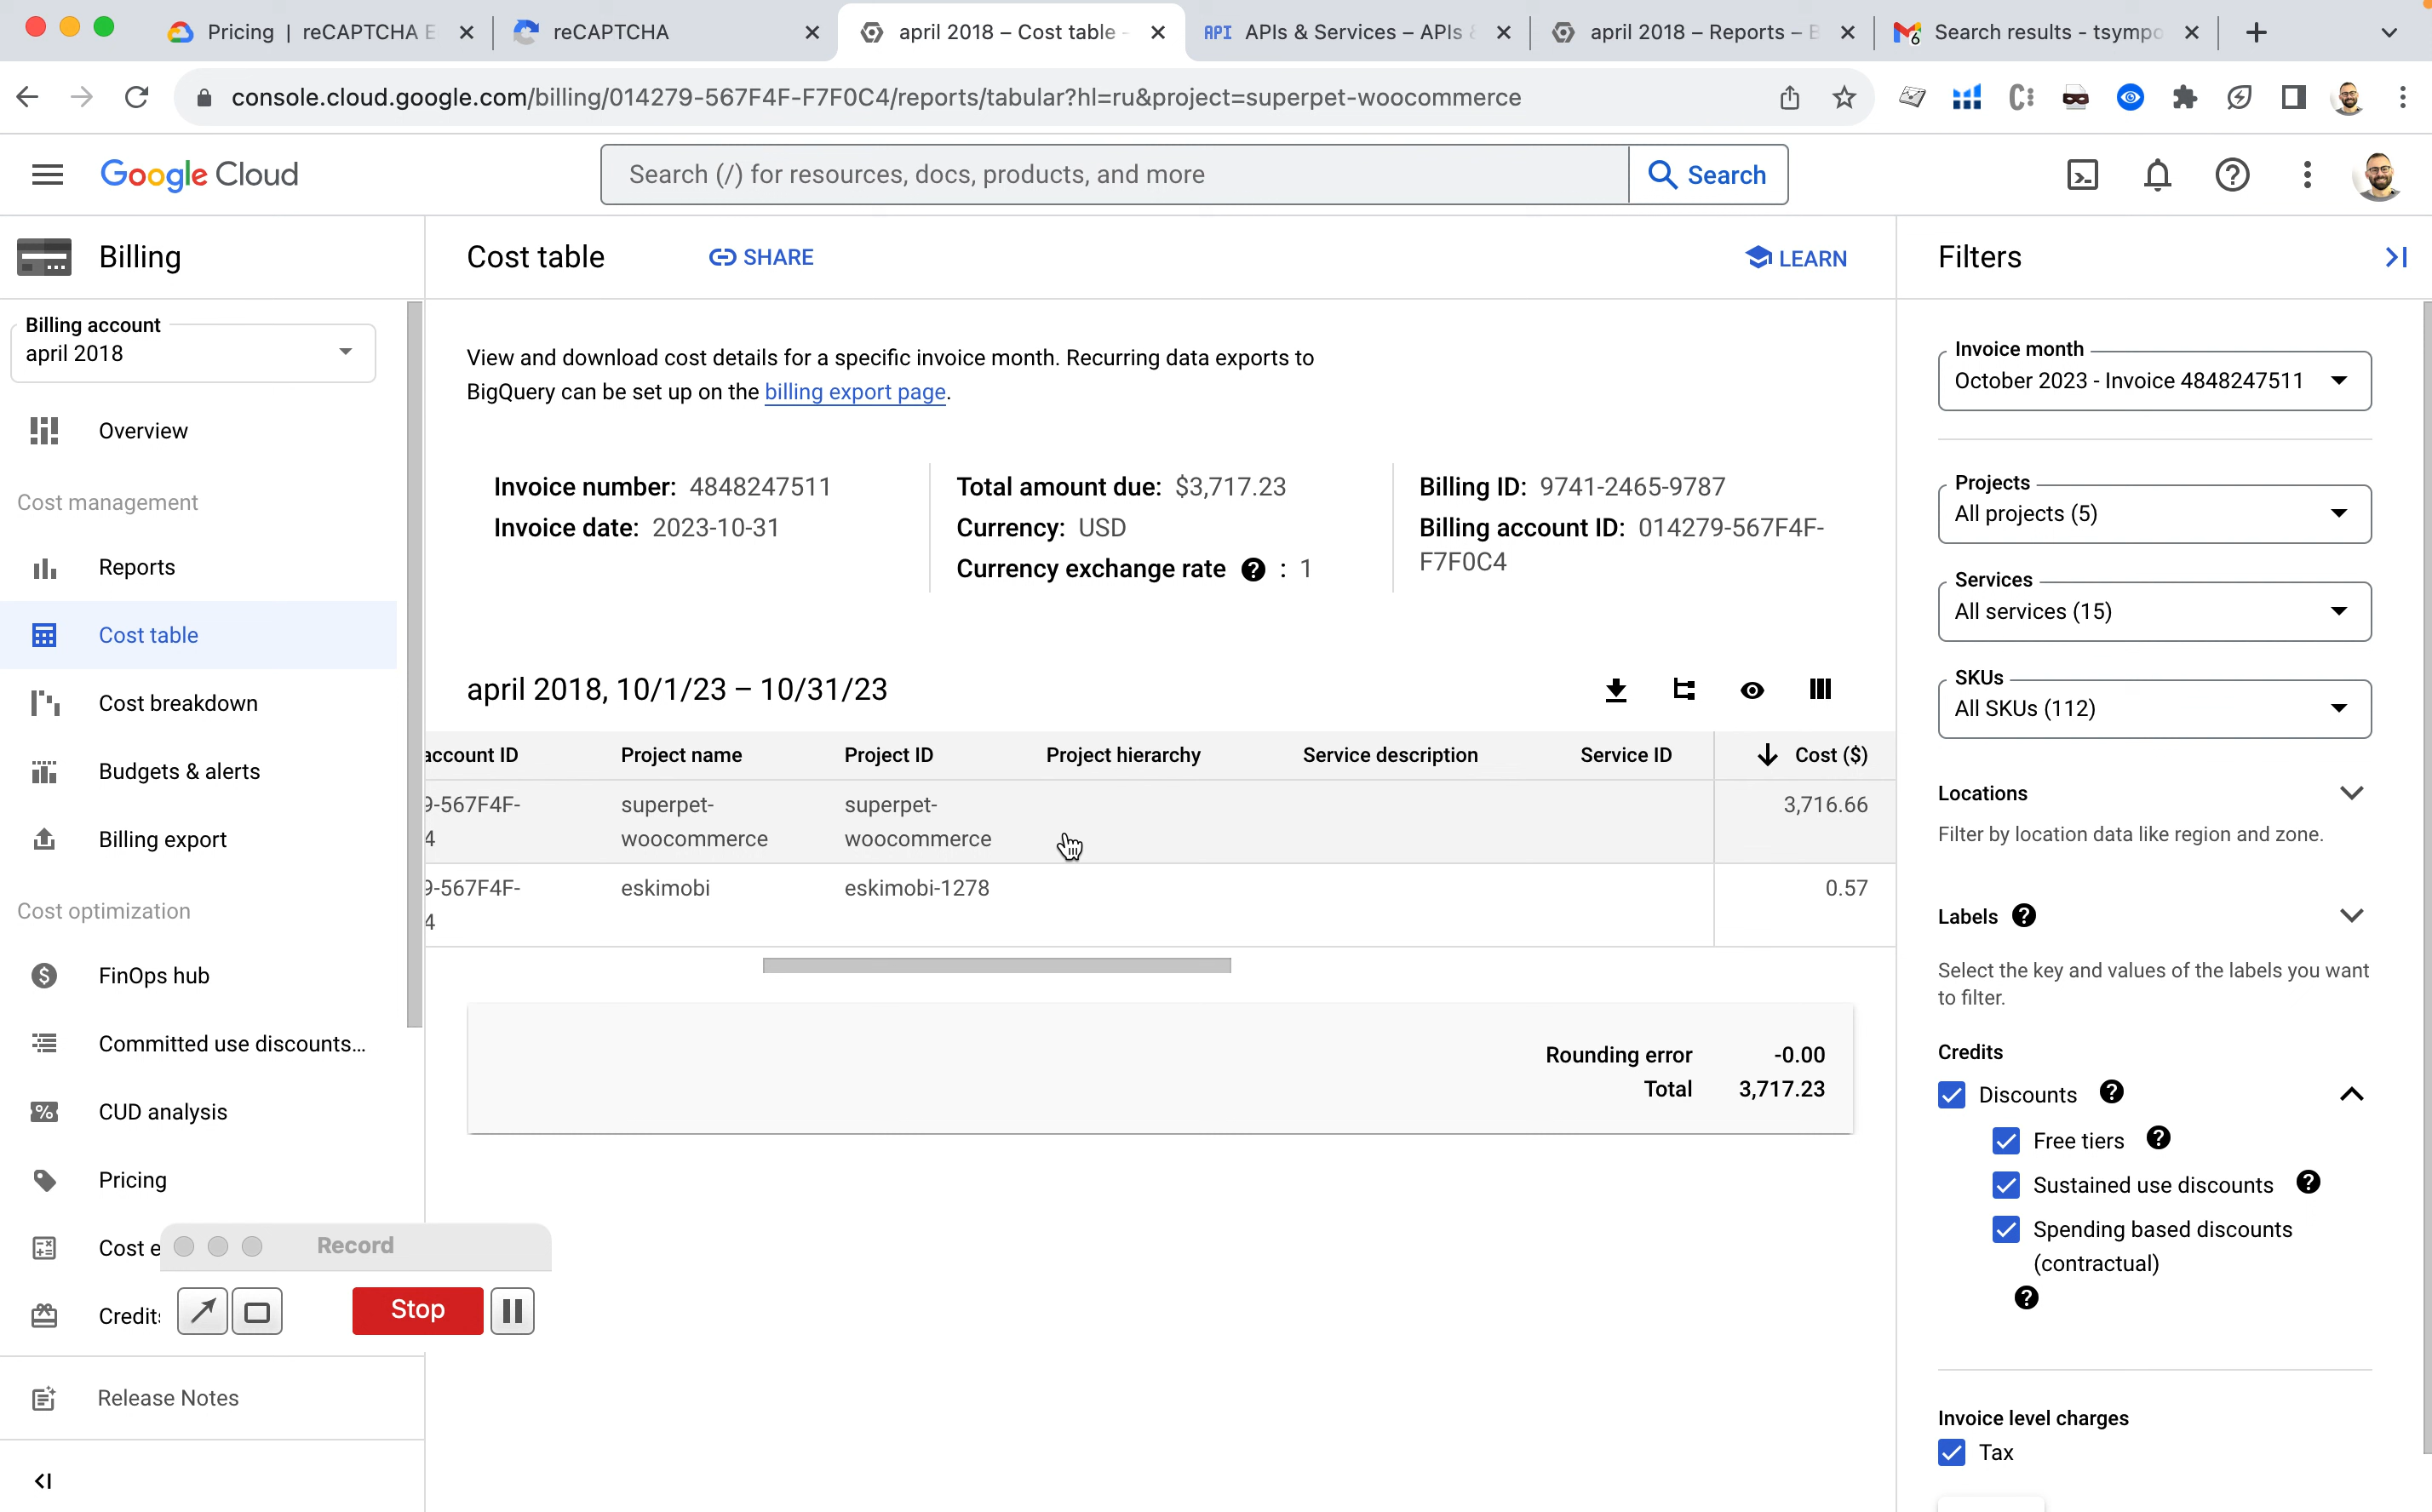 Pricing | reCAPTCHA E
reCAPTCHA
april 2018 – Cost table
API APIs & Services – APIs &
april 2018 – Reports – B
Search results - tsympo
console.cloud.google.com/billing/014279-567F4F-F7F0C4/reports/tabular?hl=ru&project=superpet-woocommerce
Google Cloud
Search (/) for resources, docs, products, and more
Search
Billing
Cost table
SHARE
LEARN
Filters
Billing account
april 2018
Overview
Cost management
Reports
Cost table
Cost breakdown
Budgets & alerts
Billing export
Cost optimization
FinOps hub
Committed use discounts...
CUD analysis
Pricing
Cost e
Credit
Release Notes
Record
Stop
View and download cost details for a specific invoice month. Recurring data exports to
BigQuery can be set up on the billing export page.
Invoice number: 4848247511
Invoice date: 2023-10-31
Total amount due: $3,717.23
Currency: USD
Currency exchange rate : 1
Billing ID: 9741-2465-9787
Billing account ID: 014279-567F4F-
F7F0C4
april 2018, 10/1/23 – 10/31/23
account ID Project name Project ID Project hierarchy Service description Service ID Cost ($)
9-567F4F- superpet- superpet- 3,716.66
4 woocommerce woocommerce
9-567F4F- eskimobi eskimobi-1278 0.57
4
Rounding error -0.00
Total 3,717.23
Invoice month
October 2023 - Invoice 4848247511
Projects
All projects (5)
Services
All services (15)
SKUs
All SKUs (112)
Locations
Filter by location data like region and zone.
Labels
Select the key and values of the labels you want
to filter.
Credits
Discounts
Free tiers
Sustained use discounts
Spending based discounts
(contractual)
Invoice level charges
Tax